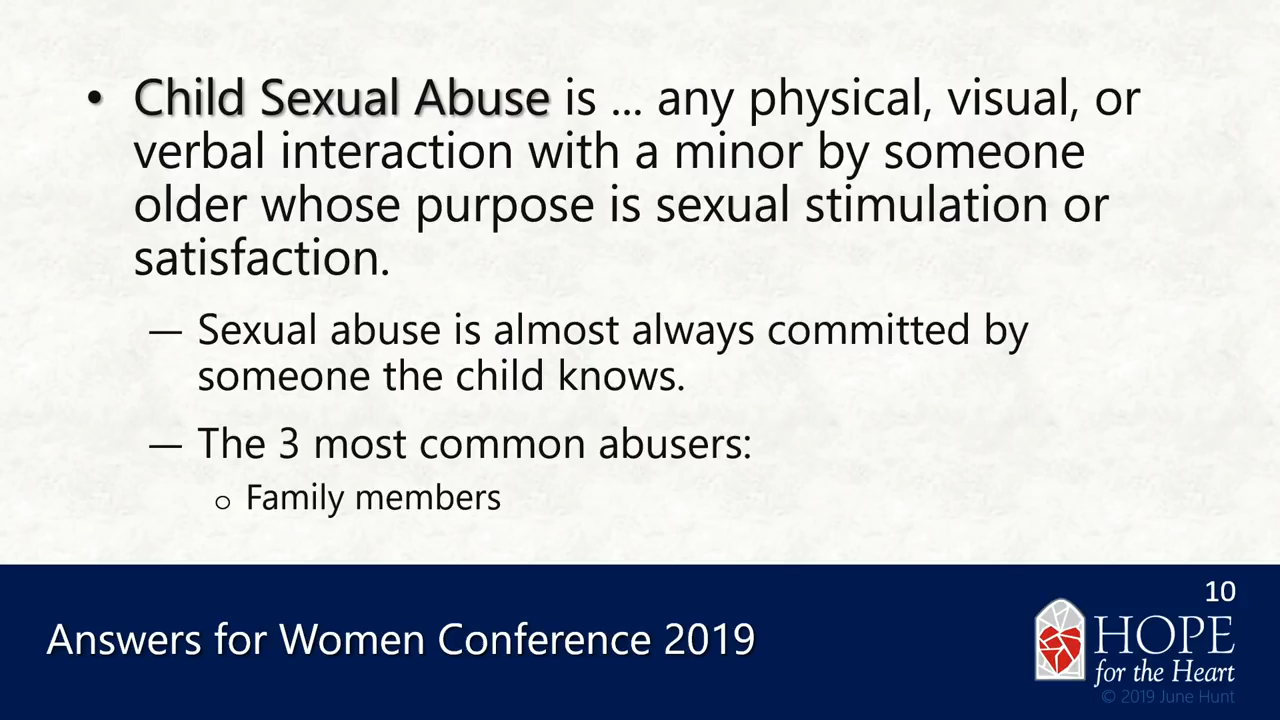 • Child Sexual Abuse is ... any physical, visual, or
verbal interaction with a minor by someone
older whose purpose is sexual stimulation or
satisfaction.
— Sexual abuse is almost always committed by
someone the child knows.
— The 3 most common abusers:
o Family members
10
Answers for Women Conference 2019
HOPE
for the Heart
© 2019 June Hunt